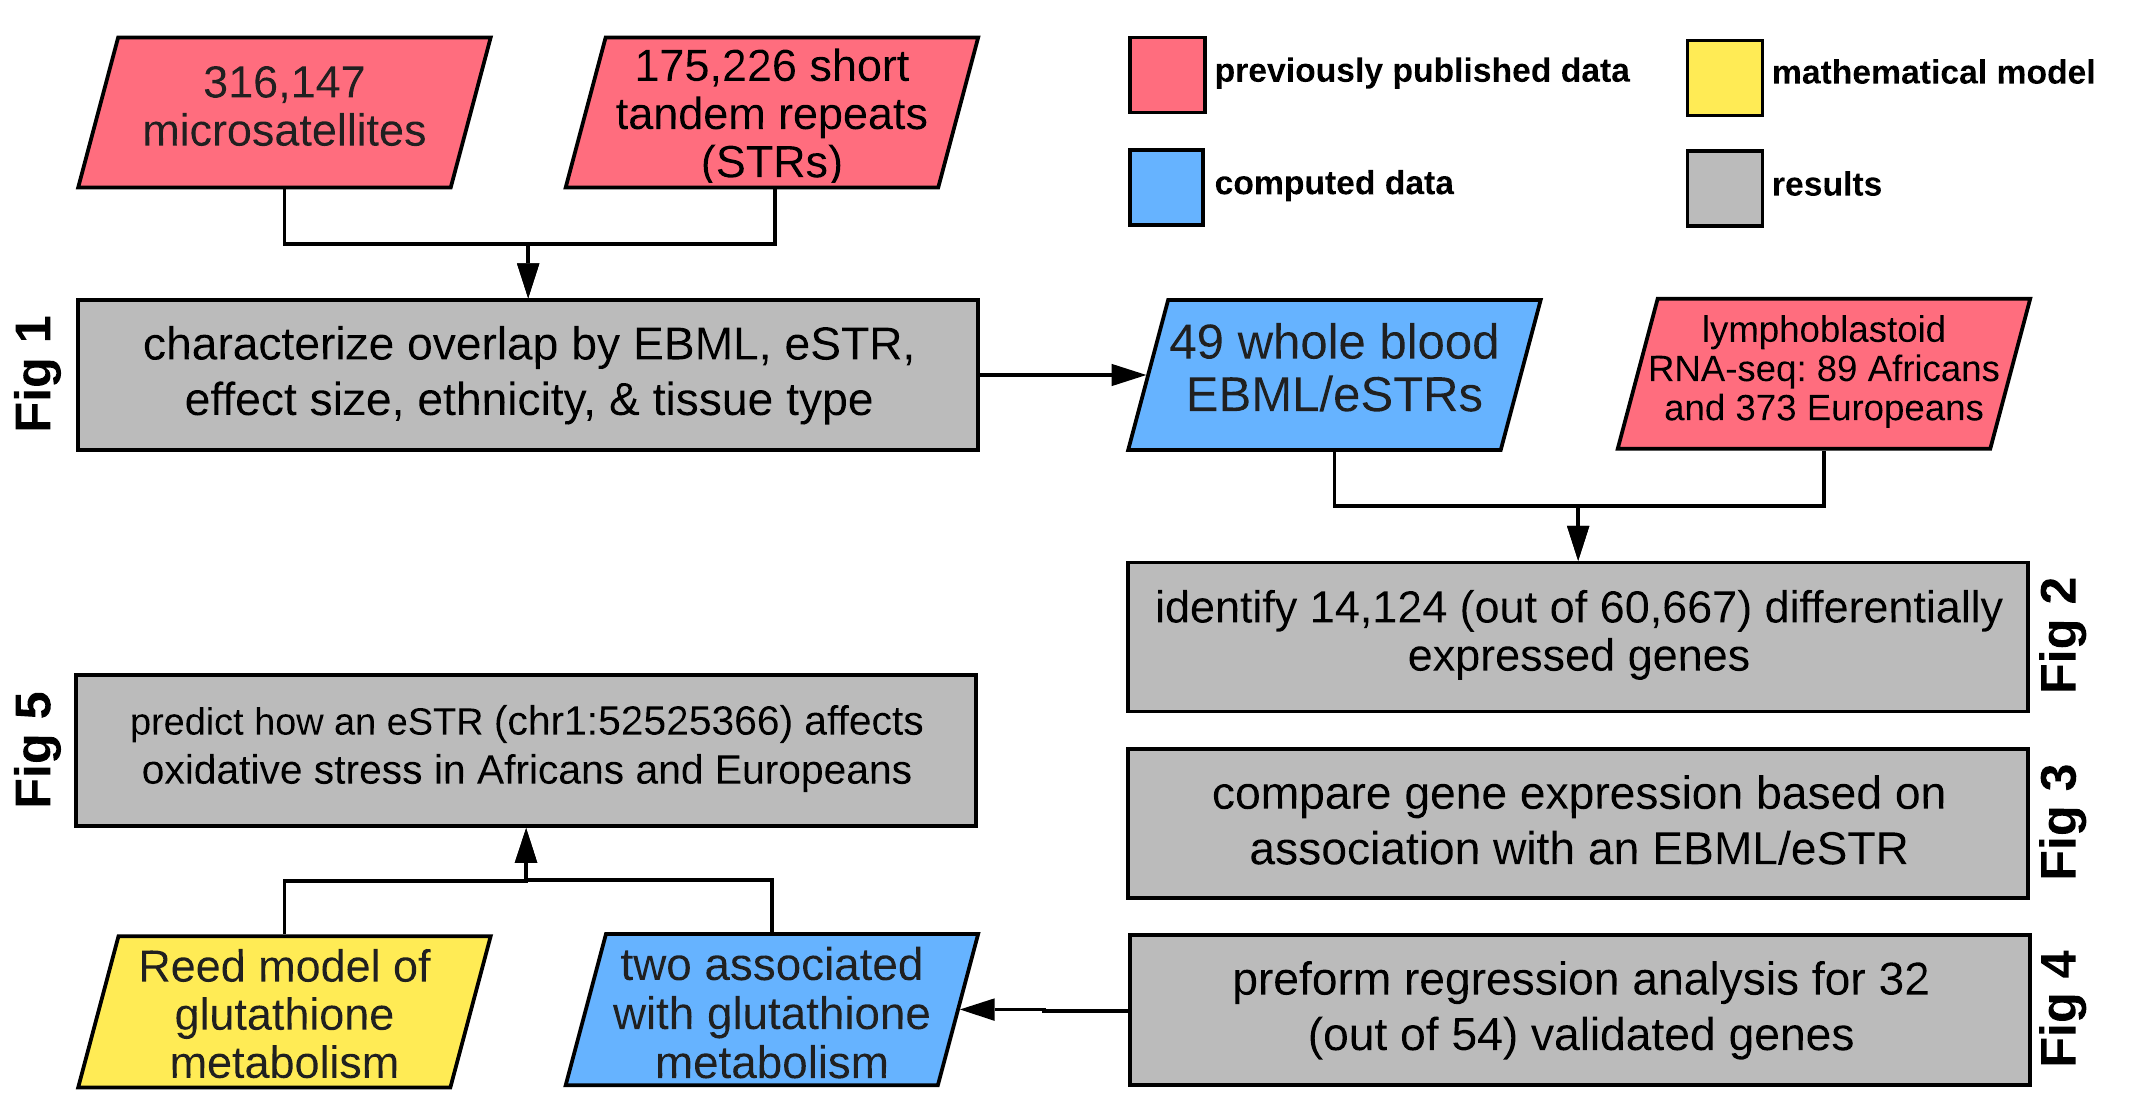 316,147
microsatellites
175,226 short
tandem repeats
(STRs)
previously published data
mathematical model
computed data
results
Fig 1
characterize overlap by EBML, eSTR,
effect size, ethnicity, & tissue type
49 whole blood
EBML/eSTRs
lymphoblastoid
RNA-seq: 89 Africans
and 373 Europeans
identify 14,124 (out of 60,667) differentially
expressed genes
Fig 2
compare gene expression based on
association with an EBML/eSTR
Fig 3
preform regression analysis for 32
(out of 54) validated genes
Fig 4
two associated
with glutathione
metabolism
Reed model of
glutathione
metabolism
Fig 5
predict how an eSTR (chr1:52525366) affects
oxidative stress in Africans and Europeans